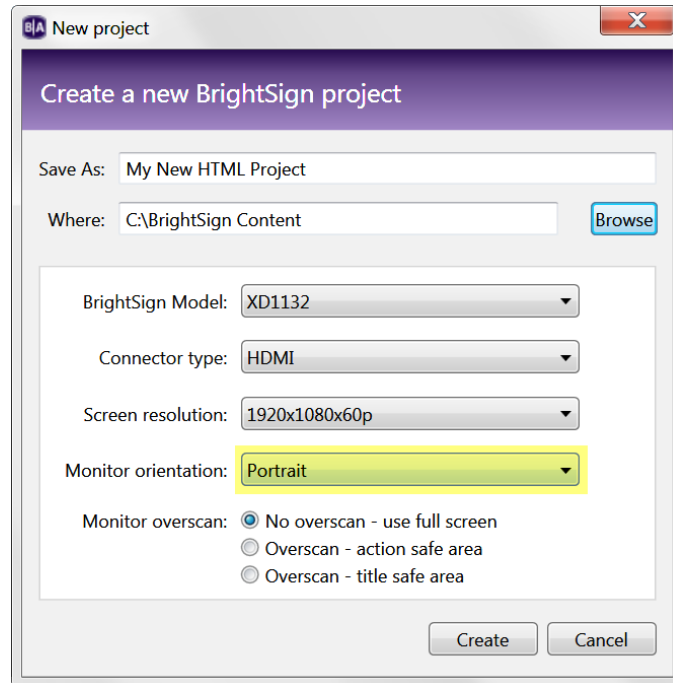 B|A New project
Create a new BrightSign project
Save As: My New HTML Project
Where: C:\BrightSign Content Browse
BrightSign Model: XD1132
Connector type: HDMI
Screen resolution: 1920x1080x60p
Monitor orientation: Portrait
Monitor overscan: No overscan - use full screen
Overscan - action safe area
Overscan - title safe area
Create Cancel